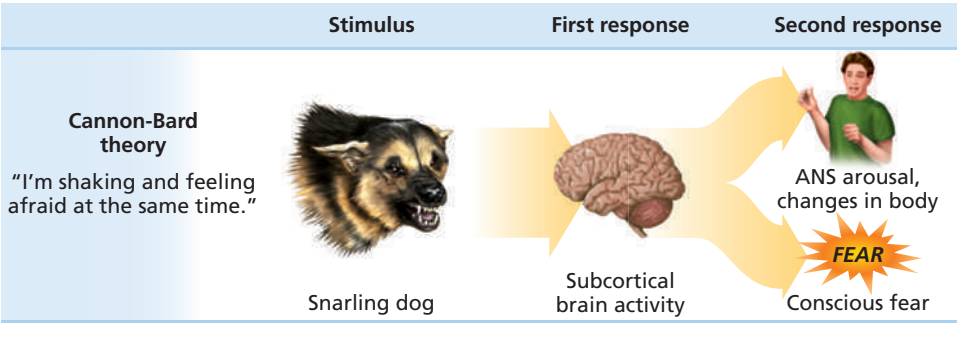 Stimulus
First response
Second response
Cannon-Bard
theory
“I’m shaking and feeling
afraid at the same time.”
Snarling dog
Subcortical
brain activity
ANS arousal,
changes in body
FEAR
Conscious fear